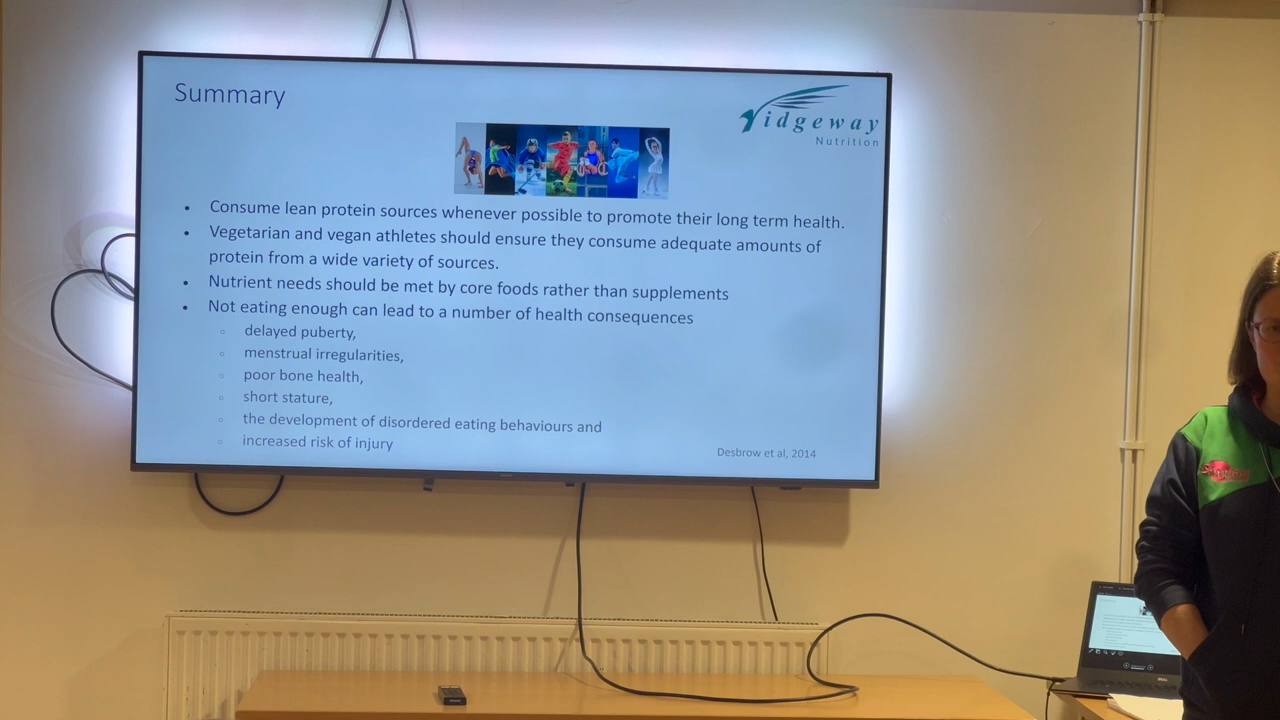 Summary
Ridgeway
Nutrition
• Consume lean protein sources whenever possible to promote their long term health.
• Vegetarian and vegan athletes should ensure they consume adequate amounts of
protein from a wide variety of sources.
• Nutrient needs should be met by core foods rather than supplements
• Not eating enough can lead to a number of health consequences
◦ delayed puberty,
◦ menstrual irregularities,
◦ poor bone health,
◦ short stature,
◦ the development of disordered eating behaviours and
◦ increased risk of injury
Desbrow et al, 2014
DELL